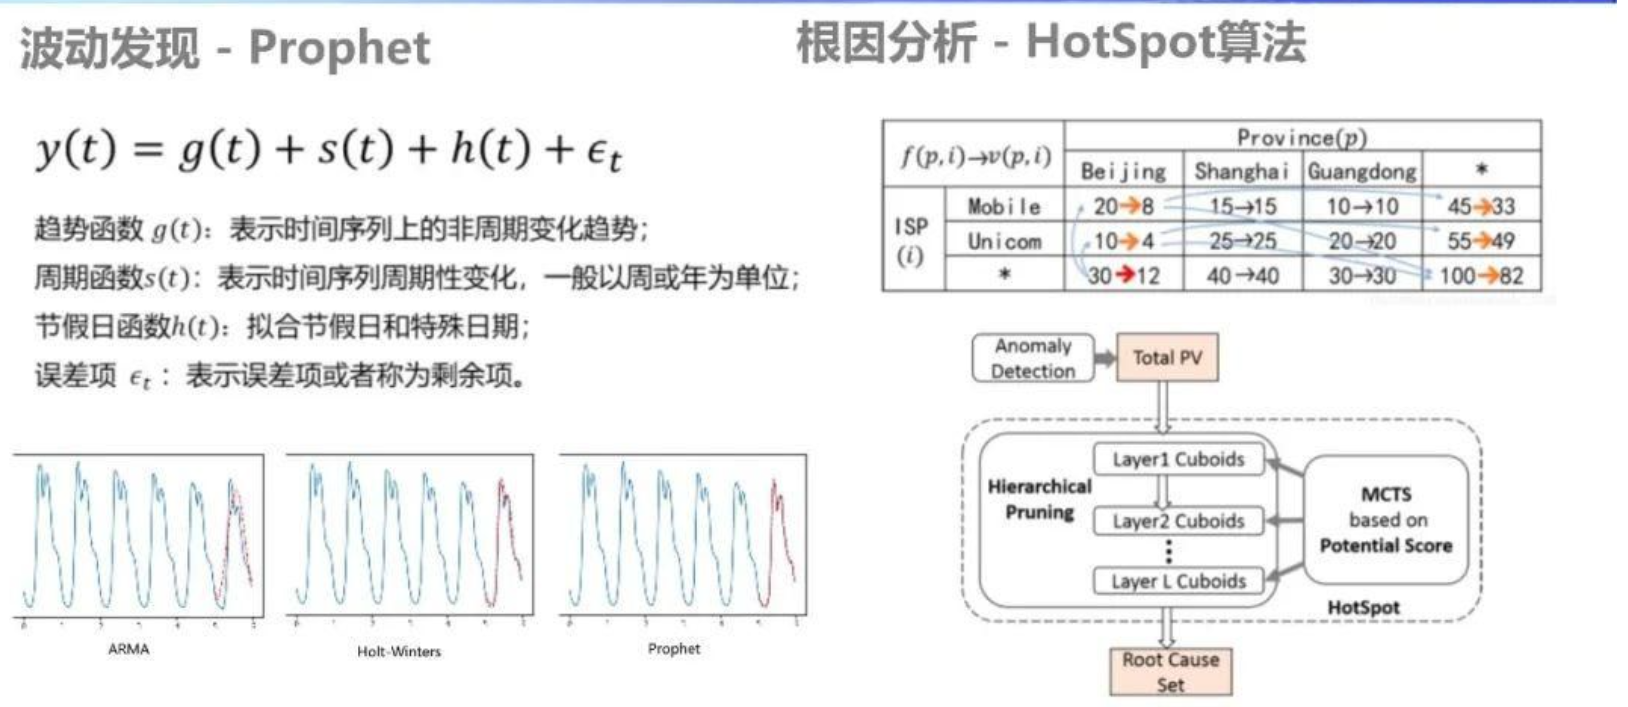 波动发现 - Prophet
y(t) = g(t) + s(t) + h(t) + ϵₜ
趋势函数 g(t)：表示时间序列上的非周期变化趋势；
周期函数s(t)：表示时间序列周期性变化，一般以周或年为单位；
节假日函数h(t)：拟合节假日和特殊日期；
误差项 ϵₜ ：表示误差项或者称为剩余项。
ARMA
Holt-Winters
Prophet
根因分析 - HotSpot算法
f(p,i)→v(p,i)
Province(p)
Beijing Shanghai Guangdong *
ISP
(i)
Mobile 20→8 15→15 10→10 45→33
Unicom 10→4 25→25 20→20 55→49
* 30→12 40→40 30→30 100→82
Anomaly
Detection
Total PV
Hierarchical
Pruning
Layer1 Cuboids
Layer2 Cuboids
Layer L Cuboids
MCTS
based on
Potential Score
HotSpot
Root Cause
Set